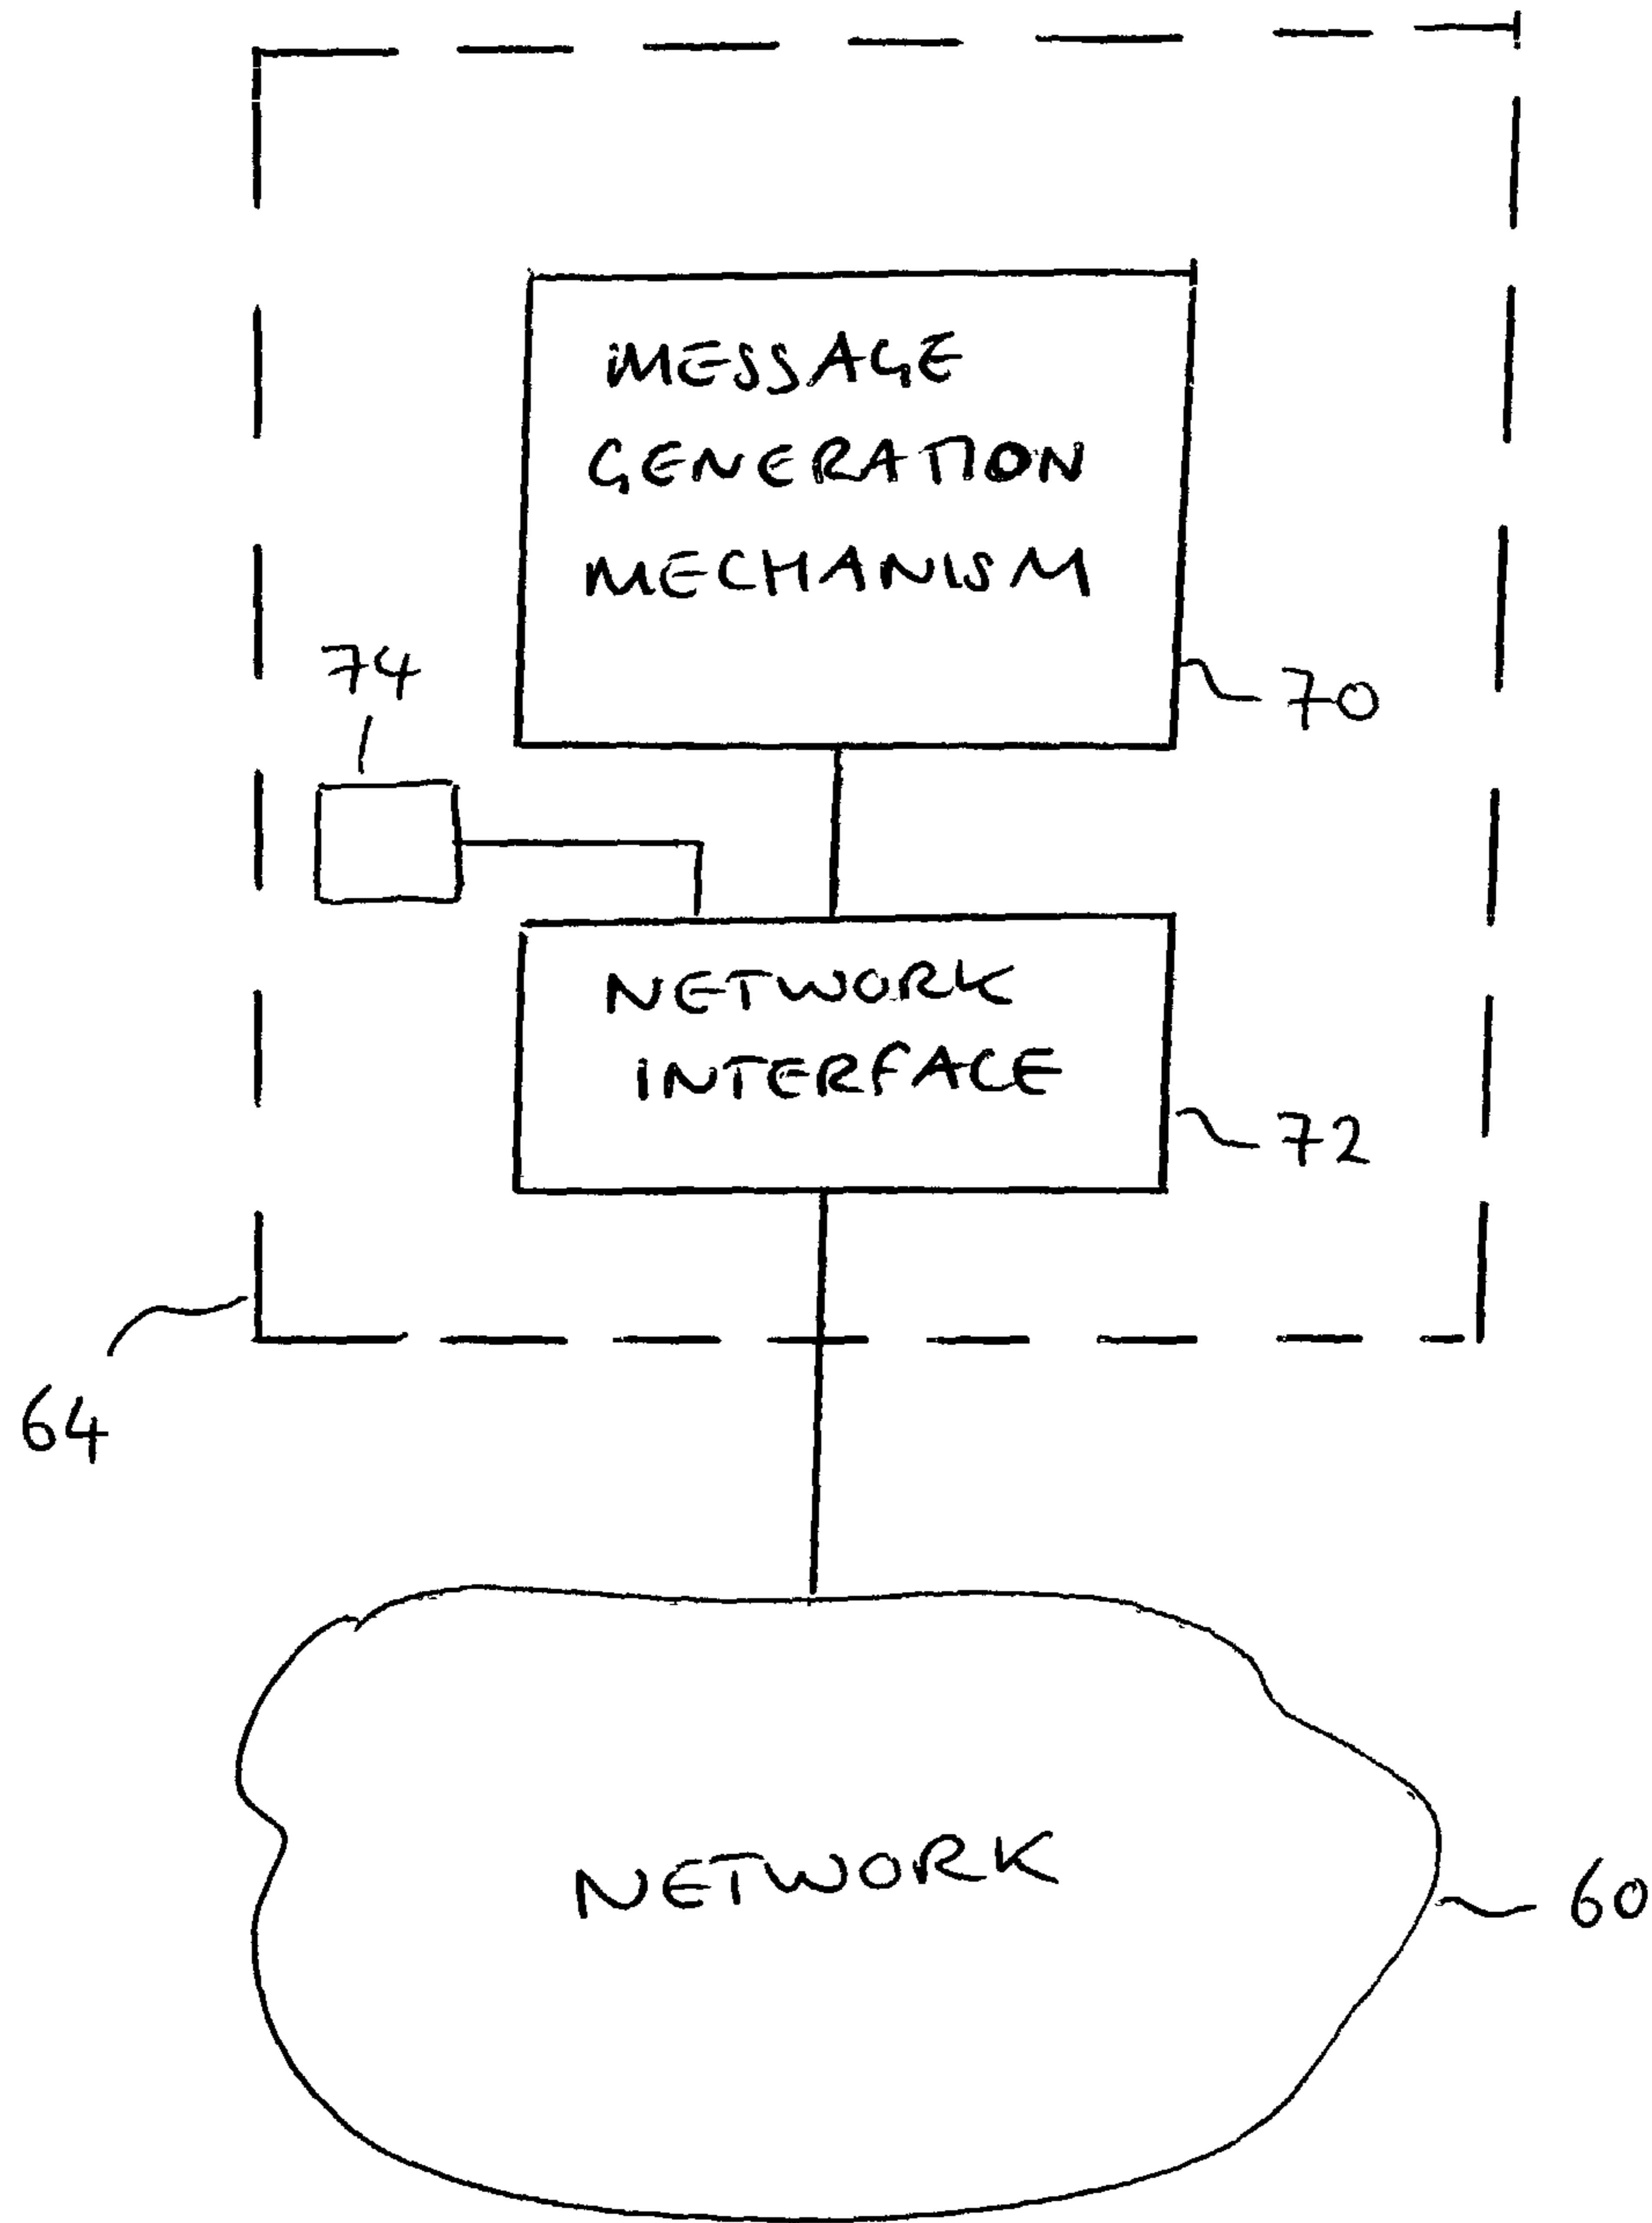 MESSAGE
GENERATION
MECHANISM
74
70
NETWORK
INTERFACE
72
64
NETWORK
60